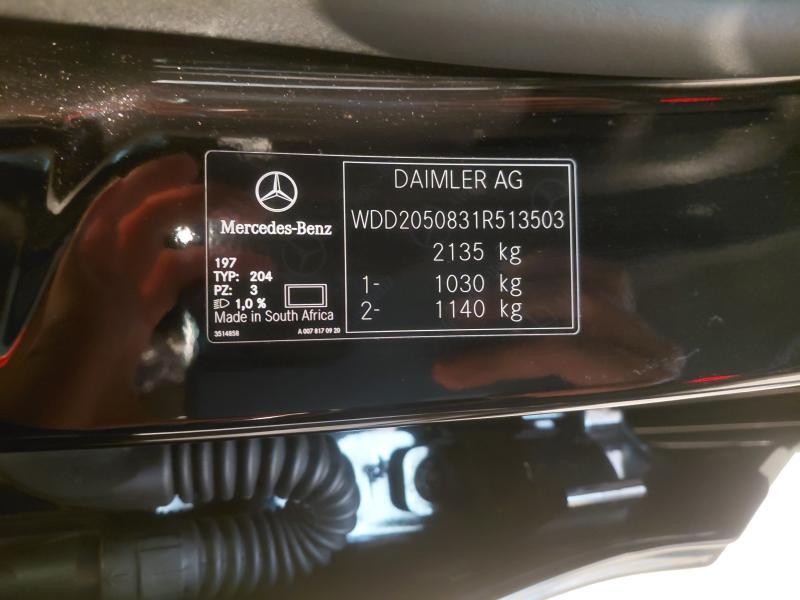 Mercedes-Benz
197
TYP: 204
PZ: 3
1,0 %
Made in South Africa
3514858 A 007 817 09 20
DAIMLER AG
WDD2050831R513503
2135 kg
1- 1030 kg
2- 1140 kg